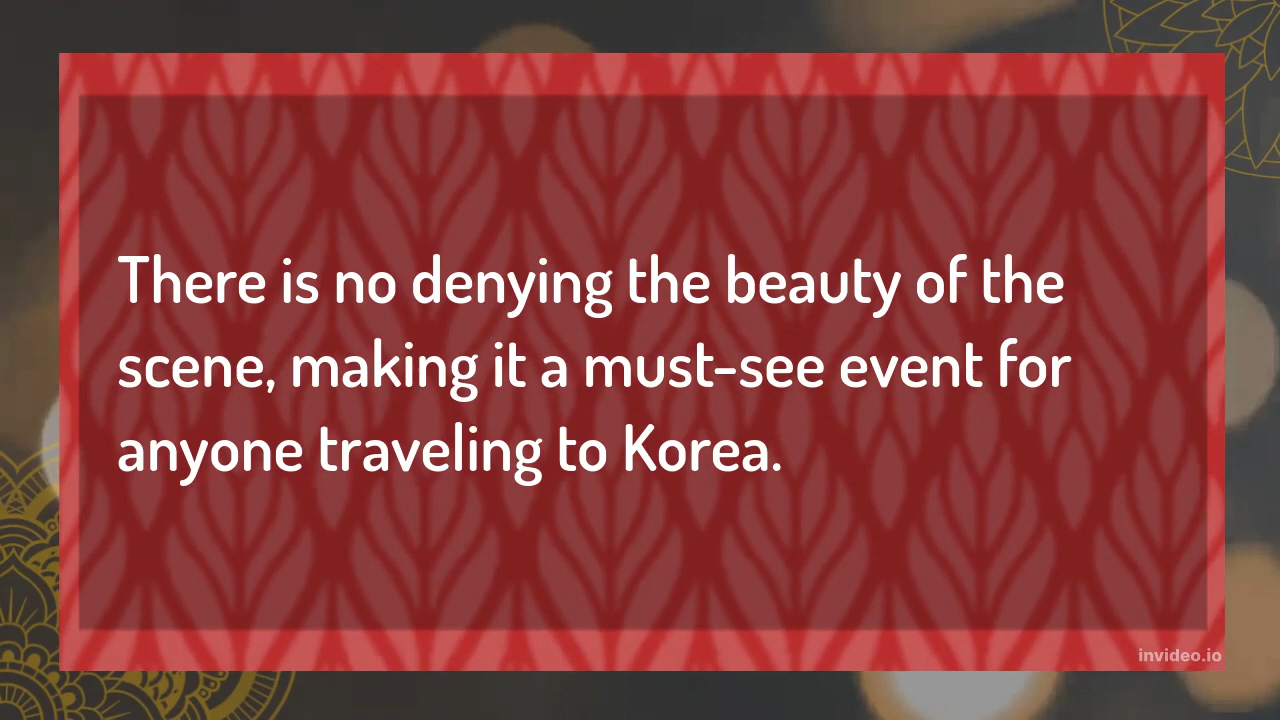 There is no denying the beauty of the
scene, making it a must-see event for
anyone traveling to Korea.
invideo.io